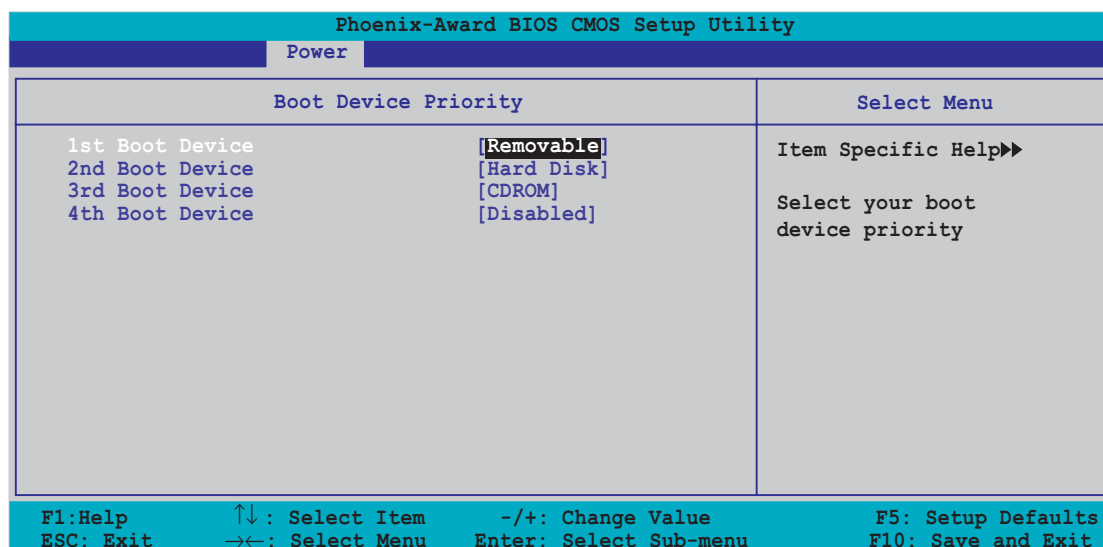 Phoenix-Award BIOS CMOS Setup Utility
Power
Boot Device Priority
Select Menu
1st Boot Device [Removable]
2nd Boot Device [Hard Disk]
3rd Boot Device [CDROM]
4th Boot Device [Disabled]
Item Specific Help▶▶
Select your boot
device priority
F1:Help ↑↓: Select Item -/+: Change Value F5: Setup Defaults
ESC: Exit →←: Select Menu Enter: Select Sub-menu F10: Save and Exit